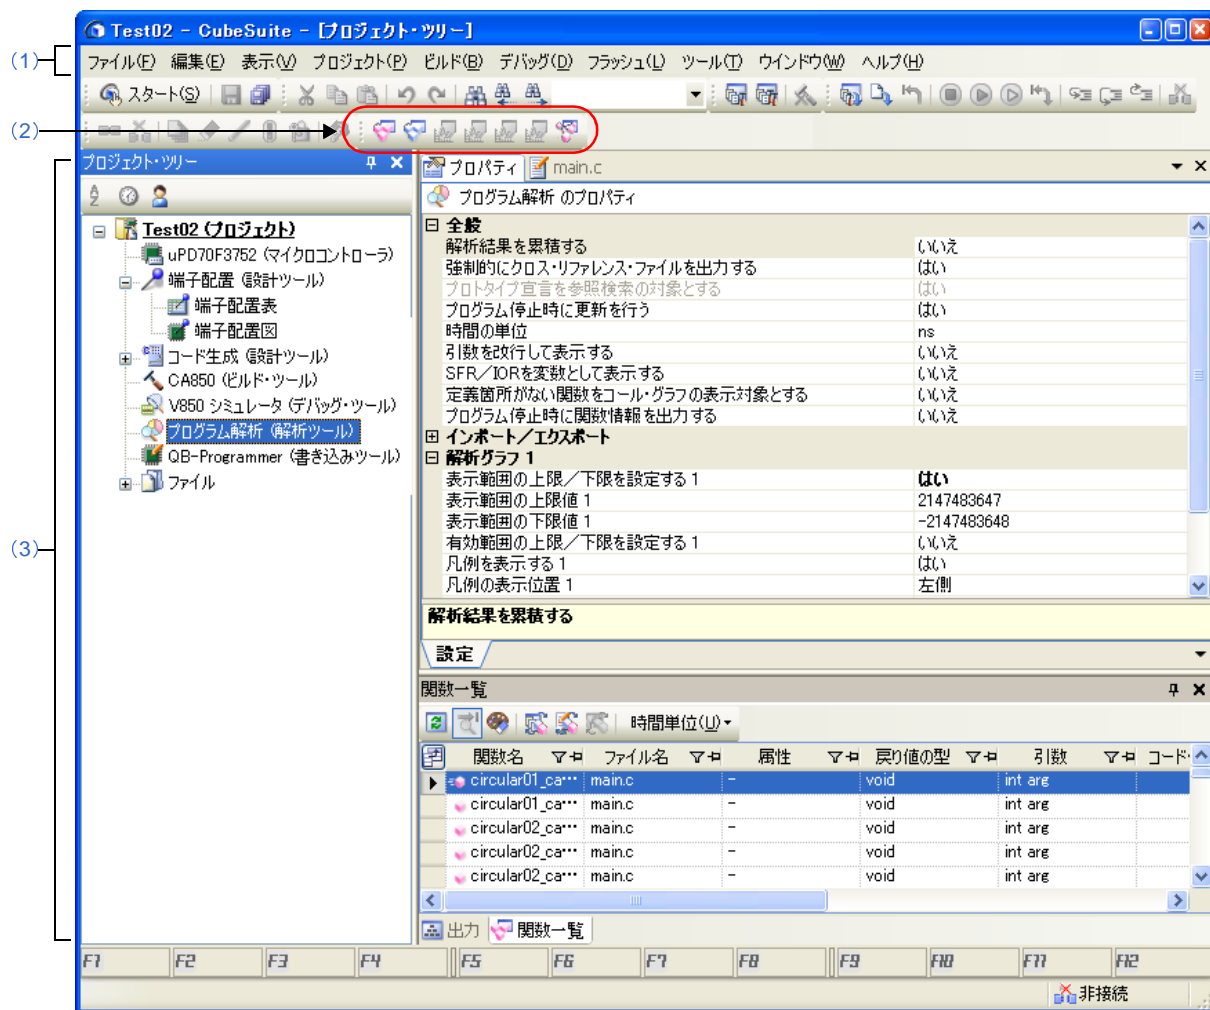 Test02 - CubeSuite - [プロジェクト・ツリー]
(1)
ファイル(F) 編集(E) 表示(V) プロジェクト(P) ビルド(B) デバッグ(D) フラッシュ(L) ツール(T) ウインドウ(W) ヘルプ(H)
スタート(S)
(2)
(3)
プロジェクト・ツリー
Test02 (プロジェクト)
uPD70F3752 (マイクロコントローラ)
端子配置 (設計ツール)
端子配置表
端子配置図
コード生成 (設計ツール)
CA850 (ビルド・ツール)
V850 シミュレータ (デバッグ・ツール)
プログラム解析 (解析ツール)
QB-Programmer (書き込みツール)
ファイル
プロパティ main.c
プログラム解析 のプロパティ
全般
解析結果を累積する いいえ
強制的にクロス・リファレンス・ファイルを出力する はい
プロトタイプ宣言を参照検索の対象とする はい
プログラム停止時に更新を行う はい
時間の単位 ns
引数を改行して表示する いいえ
SFR/IORを変数として表示する いいえ
定義箇所がない関数をコール・グラフの表示対象とする いいえ
プログラム停止時に関数情報を出力する いいえ
インポート/エクスポート
解析グラフ 1
表示範囲の上限/下限を設定する 1 はい
表示範囲の上限値 1 2147483647
表示範囲の下限値 1 -2147483648
有効範囲の上限/下限を設定する 1 いいえ
凡例を表示する 1 はい
凡例の表示位置 1 左側
解析結果を累積する
設定
関数一覧
時間単位(U)
関数名 ファイル名 属性 戻り値の型 引数 コード・
circular01_ca… main.c - void int arg
circular01_ca… main.c - void int arg
circular02_ca… main.c - void int arg
circular02_ca… main.c - void int arg
circular02_ca… main.c - void int arg
出力 関数一覧
F1 F2 F3 F4 F5 F6 F7 F8 F9 F10 F11 F12
非接続